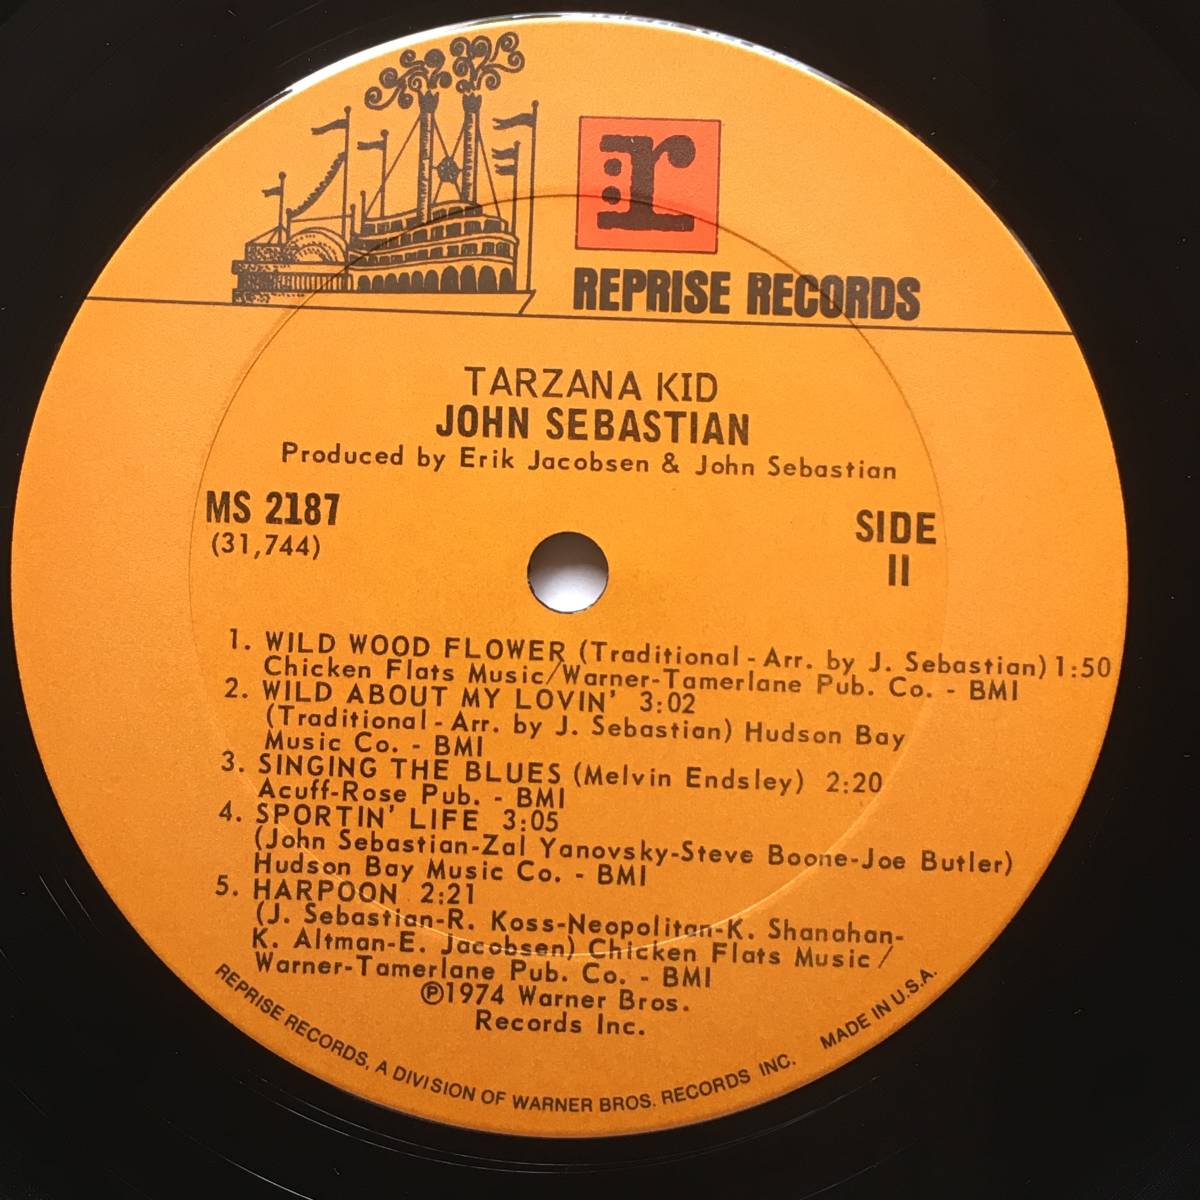 r
REPRISE RECORDS
TARZANA KID
JOHN SEBASTIAN
Produced by Erik Jacobsen & John Sebastian
MS 2187
(31,744)
SIDE
II
1. WILD WOOD FLOWER (Traditional - Arr. by J. Sebastian) 1:50
Chicken Flats Music/Warner-Tamerlane Pub. Co. - BMI
2. WILD ABOUT MY LOVIN' 3:02
(Traditional - Arr. by J. Sebastian) Hudson Bay
Music Co. - BMI
3. SINGING THE BLUES (Melvin Endsley) 2:20
Acuff-Rose Pub. - BMI
4. SPORTIN' LIFE 3:05
(John Sebastian-Zal Yanovsky-Steve Boone-Joe Butler)
Hudson Bay Music Co. - BMI
5. HARPOON 2:21
(J. Sebastian-R. Koss-Neopolitan-K. Shanahan-
K. Altman-E. Jacobsen) Chicken Flats Music/
Warner-Tamerlane Pub. Co. - BMI
℗1974 Warner Bros.
Records Inc.
REPRISE RECORDS, A DIVISION OF WARNER BROS. RECORDS INC. MADE IN U.S.A.